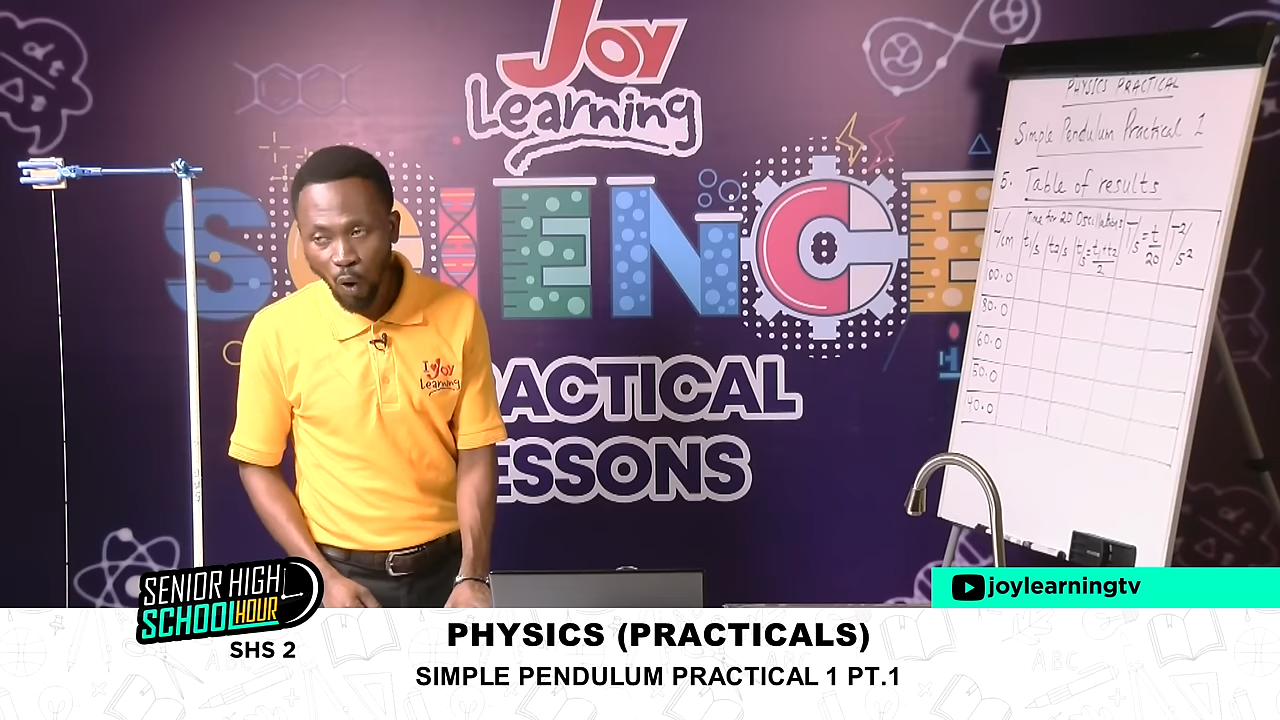 Joy
Learning
SCIENCE
PRACTICAL
LESSONS
I Joy
Learning
PHYSICS PRACTICAL
Simple Pendulum Practical 1
5. Table of results
L/cm
Time for 20 Oscillations
t1/s
t2/s
t/s = t1+t2/2
T/s = t/20
T2/s2
00.0
80.0
60.0
50.0
40.0
joylearningtv
SENIOR HIGH
SCHOOL HOUR
SHS 2
PHYSICS (PRACTICALS)
SIMPLE PENDULUM PRACTICAL 1 PT.1